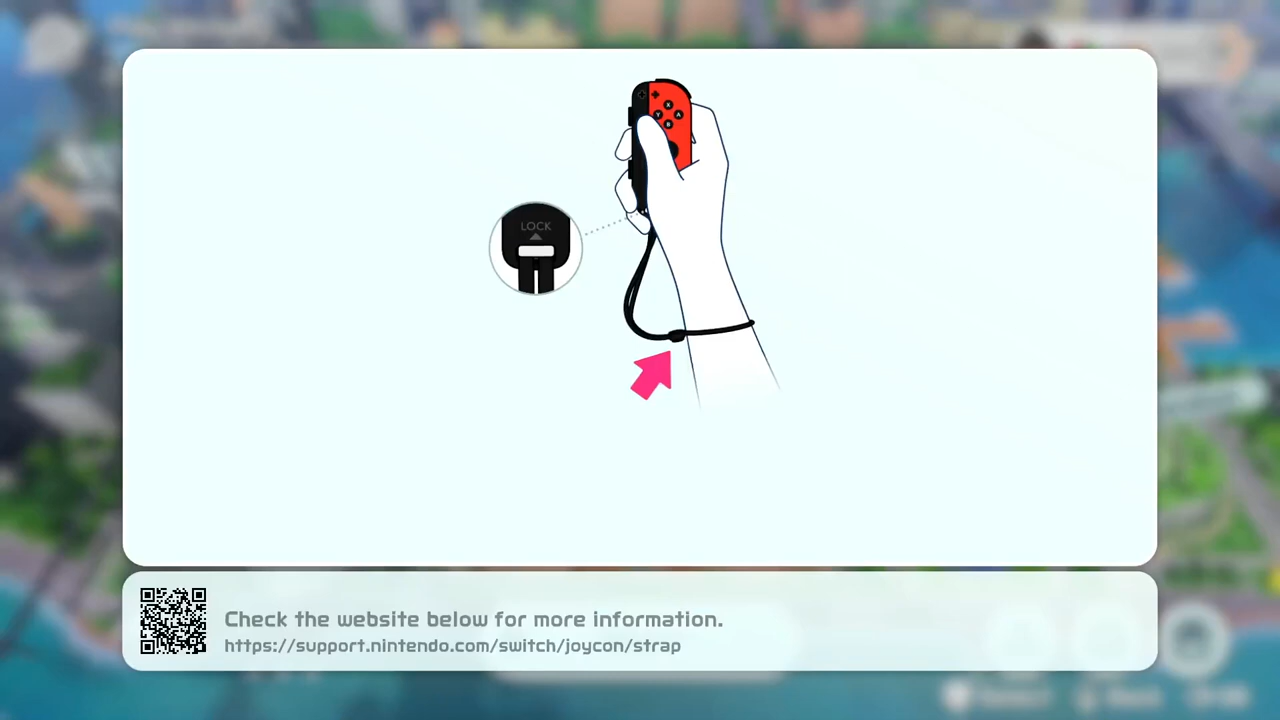 X
Y
A
B
LOCK
Check the website below for more information.
https://support.nintendo.com/switch/joycon/strap